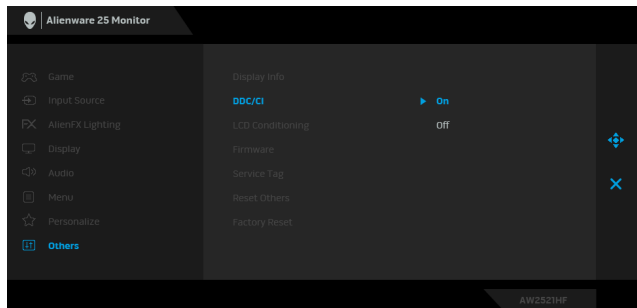 Alienware 25 Monitor
Game
Input Source
AlienFX Lighting
Display
Audio
Menu
Personalize
Others
Display Info
DDC/CI On
LCD Conditioning Off
Firmware
Service Tag
Reset Others
Factory Reset
AW2521HF